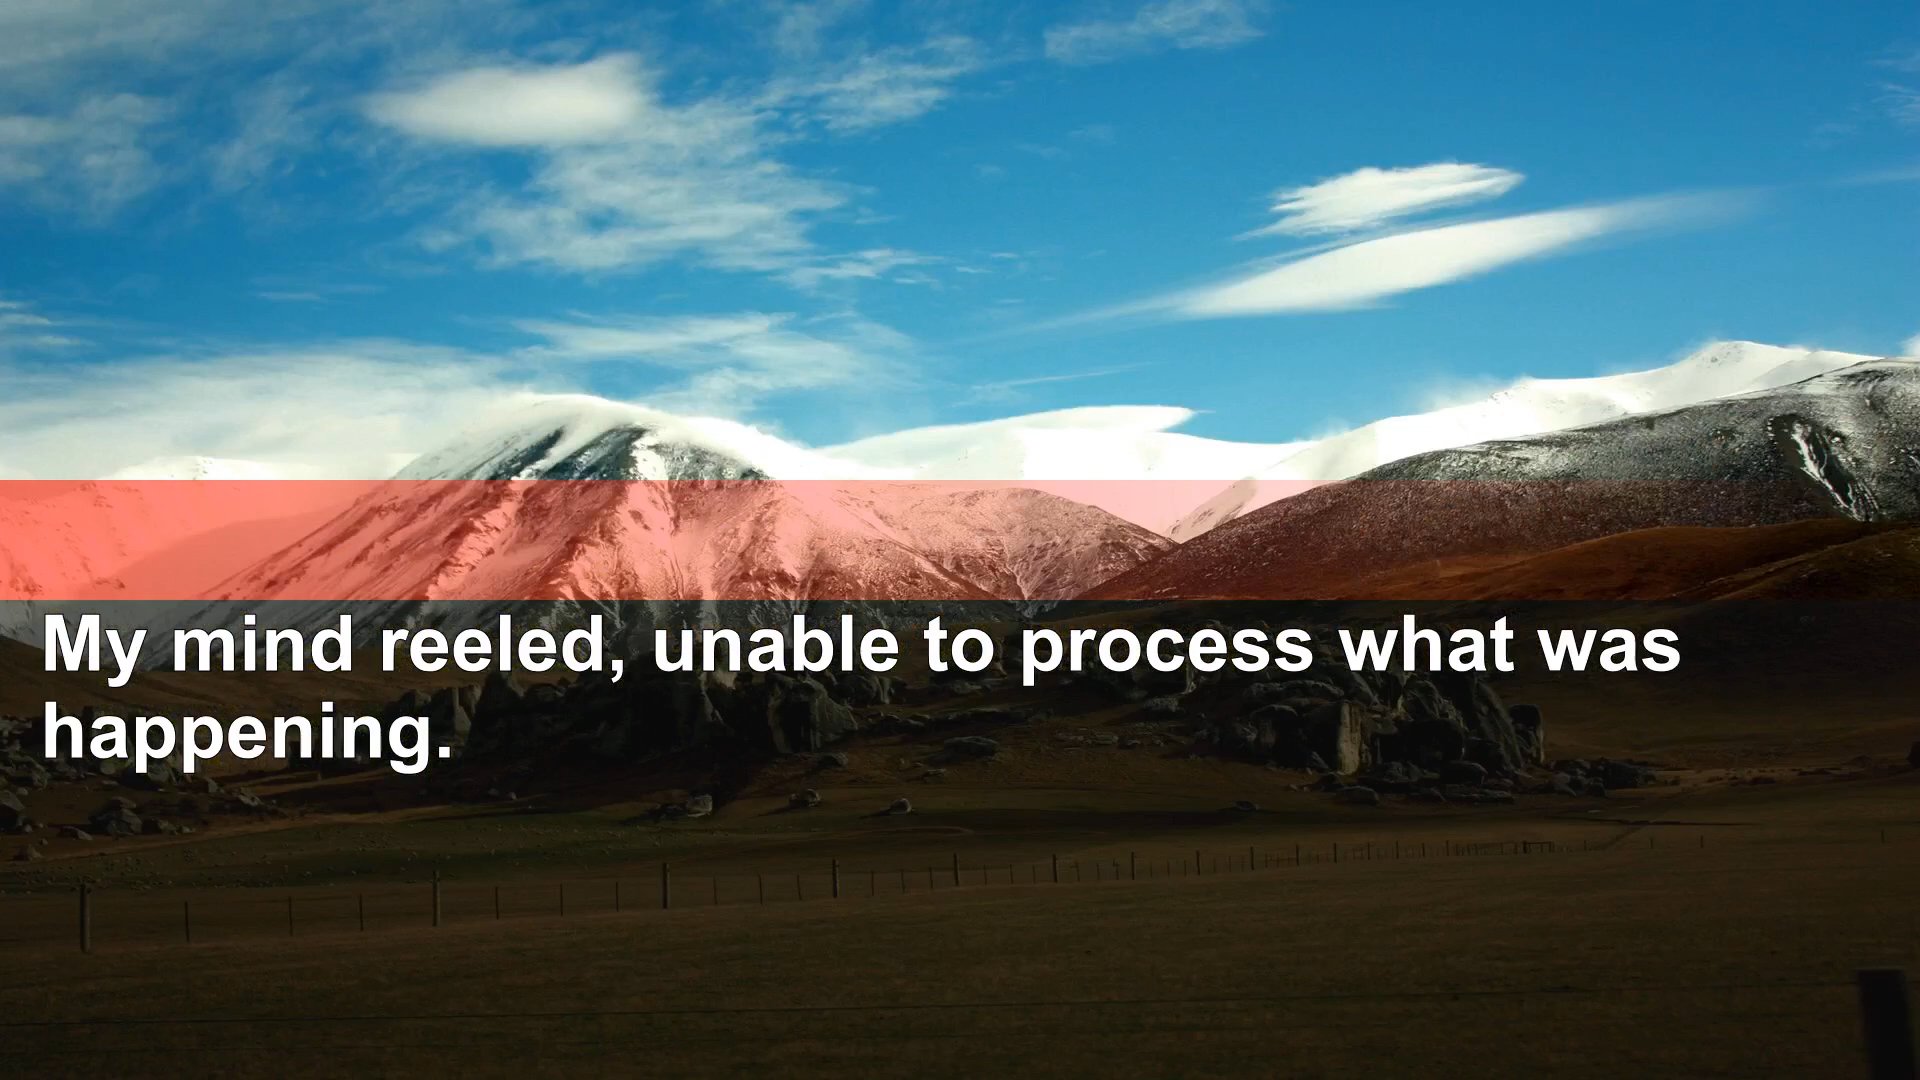 My mind reeled, unable to process what was
happening.